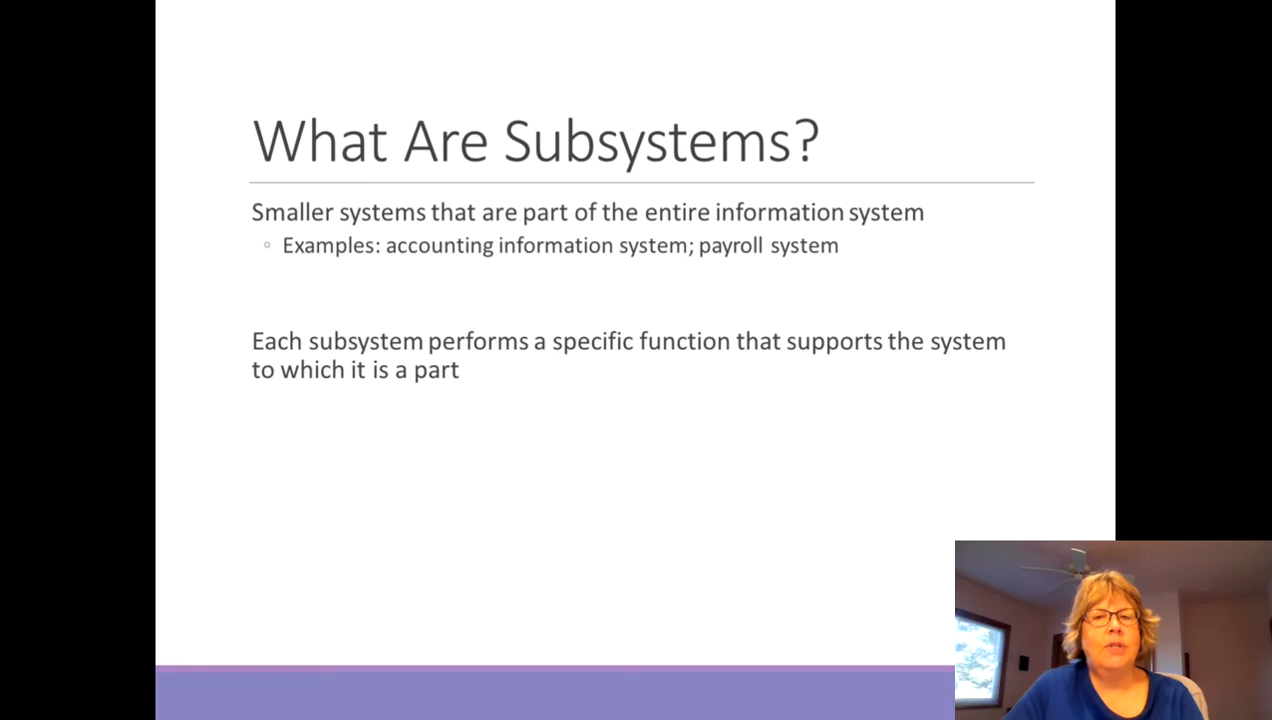 What Are Subsystems?
Smaller systems that are part of the entire information system
◦ Examples: accounting information system; payroll system
Each subsystem performs a specific function that supports the system
to which it is a part